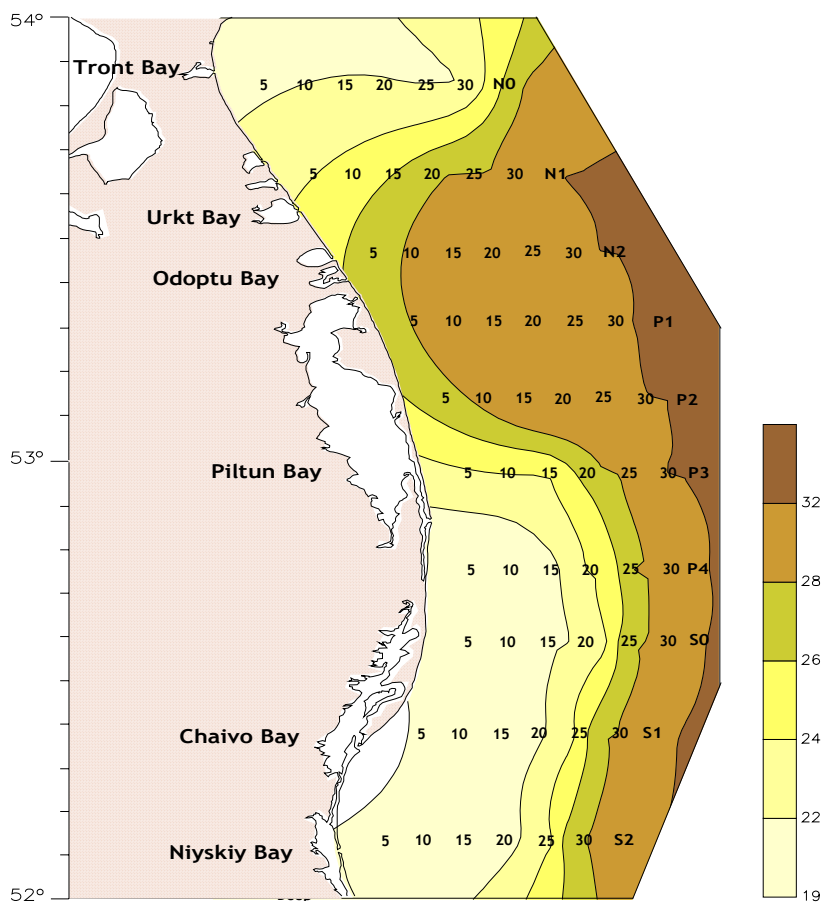 54°
Tront Bay
5 10 15 20 25 30 N0
5 10 15 20 25 30 N1
Urkt Bay
5 10 15 20 25 30 N2
Odoptu Bay
5 10 15 20 25 30 P1
5 10 15 20 25 30 P2
53°
Piltun Bay
5 10 15 20 25 30 P3
32
5 10 15 20 25 30 P4
28
5 10 15 20 25 30 S0
26
Chaivo Bay
5 10 15 20 25 30 S1
24
22
Niyskiy Bay
5 10 15 20 25 30 S2
52°
19